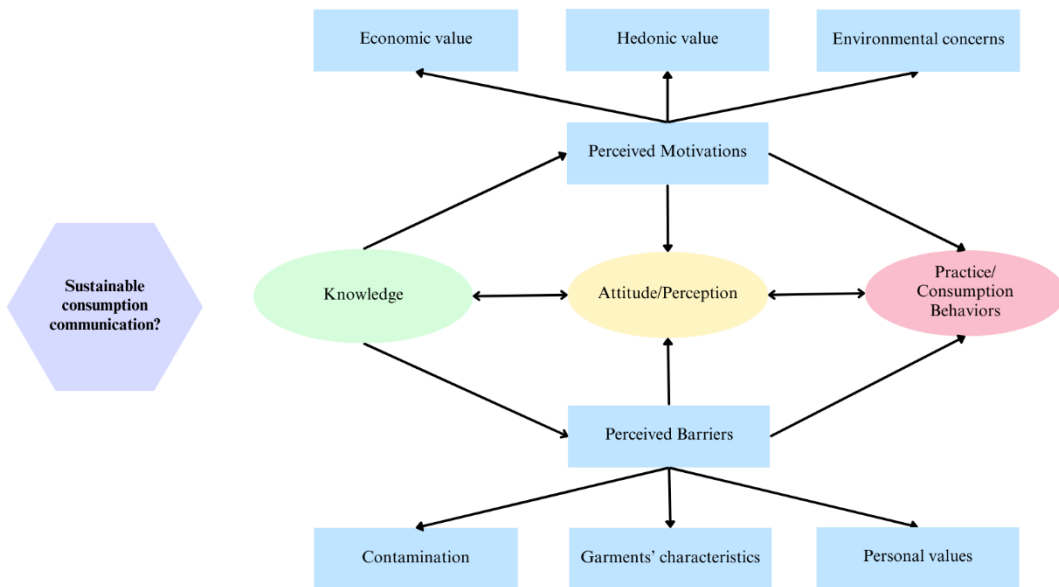 Economic value
Hedonic value
Environmental concerns
Perceived Motivations
Sustainable
consumption
communication?
Knowledge
Attitude/Perception
Practice/
Consumption
Behaviors
Perceived Barriers
Contamination
Garments' characteristics
Personal values